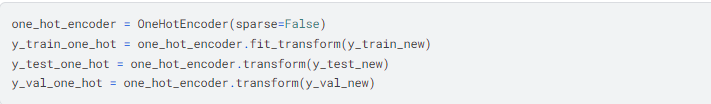 one_hot_encoder = OneHotEncoder(sparse=False)
y_train_one_hot = one_hot_encoder.fit_transform(y_train_new)
y_test_one_hot = one_hot_encoder.transform(y_test_new)
y_val_one_hot = one_hot_encoder.transform(y_val_new)